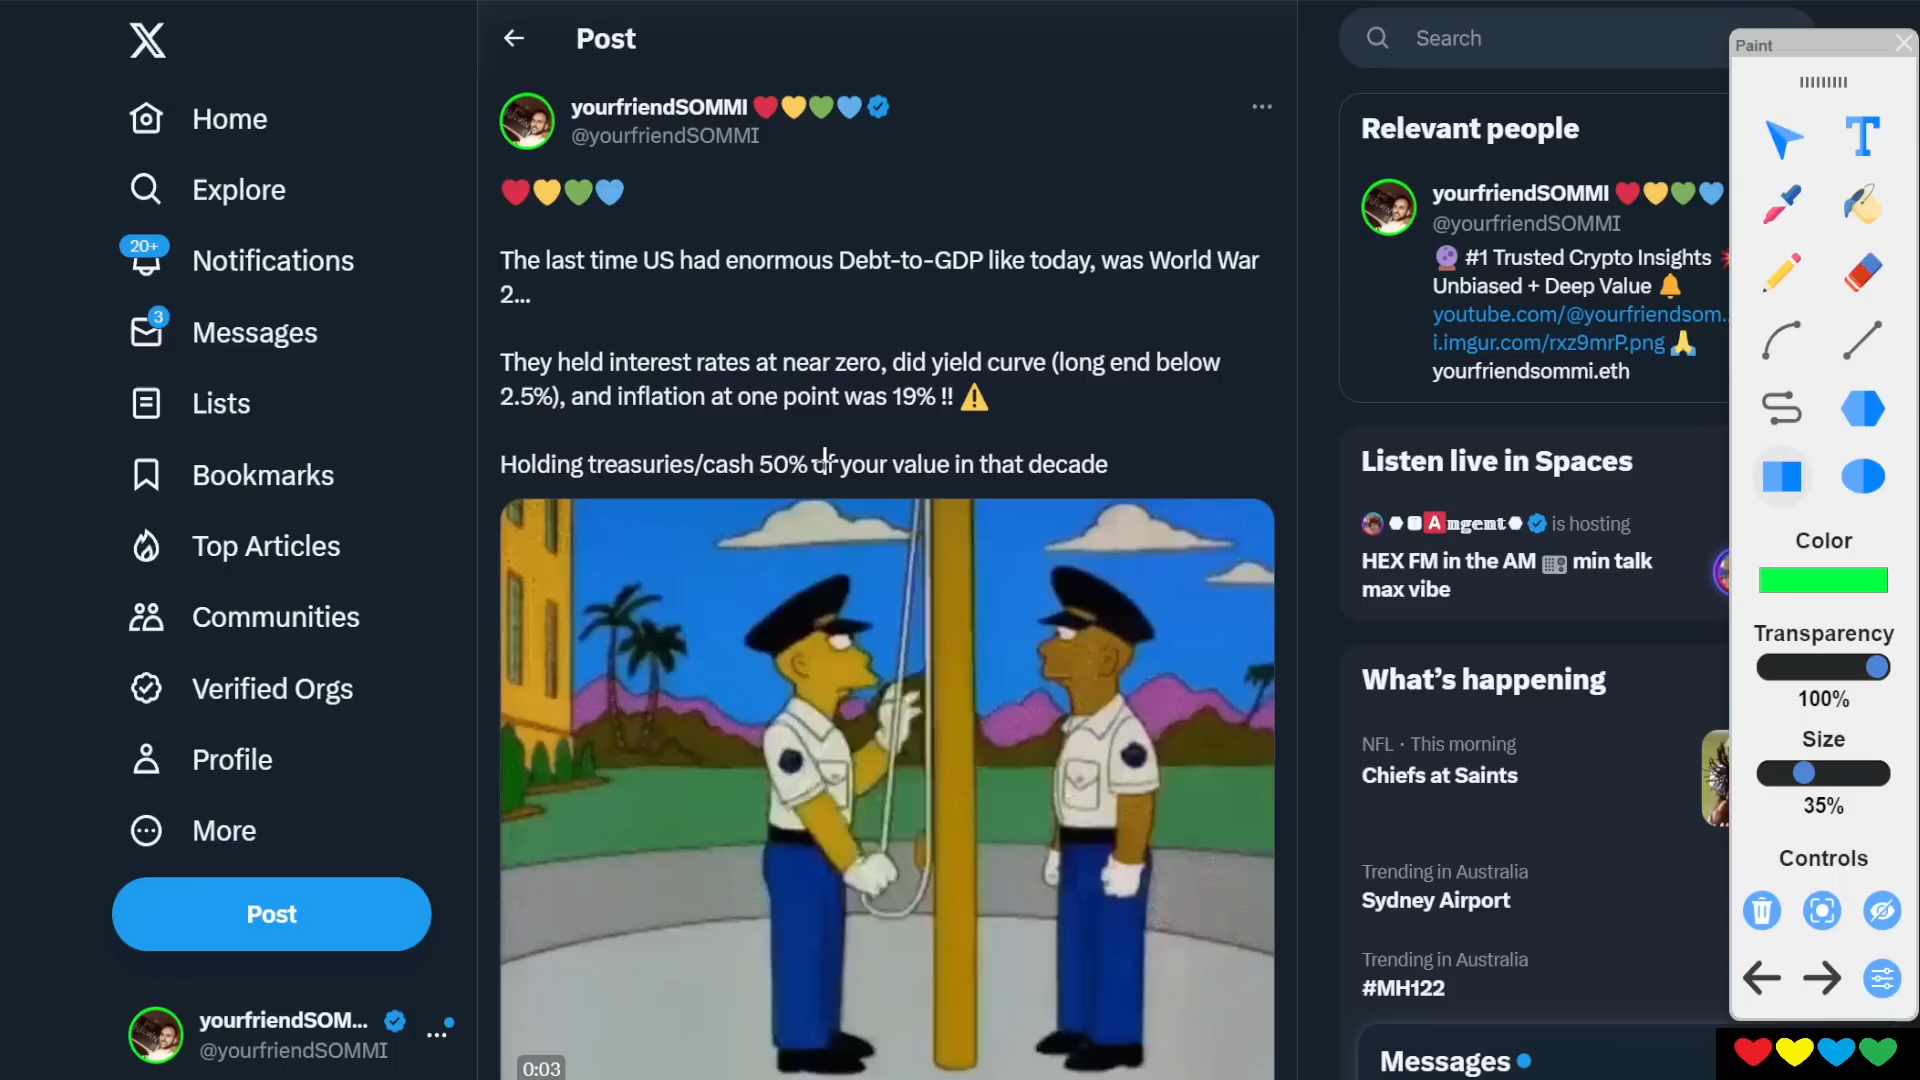 Post
Search
Paint
Home
Explore
20+
Notifications
3
Messages
Lists
Bookmarks
Top Articles
Communities
Verified Orgs
Profile
More
Post
yourfriendSOM...
@yourfriendSOMMI
yourfriendSOMMI
@yourfriendSOMMI
The last time US had enormous Debt-to-GDP like today, was World War
2...
They held interest rates at near zero, did yield curve (long end below
2.5%), and inflation at one point was 19% !! ⚠️
Holding treasuries/cash 50% of your value in that decade
0:03
Relevant people
yourfriendSOMMI
@yourfriendSOMMI
#1 Trusted Crypto Insights
Unbiased + Deep Value
youtube.com/@yourfriendsom...
i.imgur.com/rxz9mrP.png
yourfriendsommi.eth
Listen live in Spaces
is hosting
HEX FM in the AM min talk
max vibe
What's happening
NFL · This morning
Chiefs at Saints
Trending in Australia
Sydney Airport
Trending in Australia
#MH122
Messages
T
Color
Transparency
100%
Size
35%
Controls